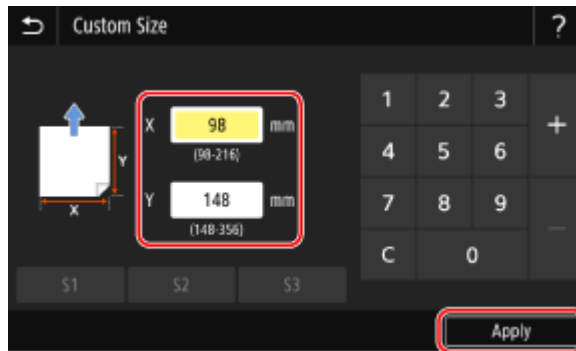 Custom Size
?
X 98 mm
(98-216)
Y 148 mm
(148-356)
Y
X
1 2 3 +
4 5 6
7 8 9 −
C 0
S1 S2 S3
Apply